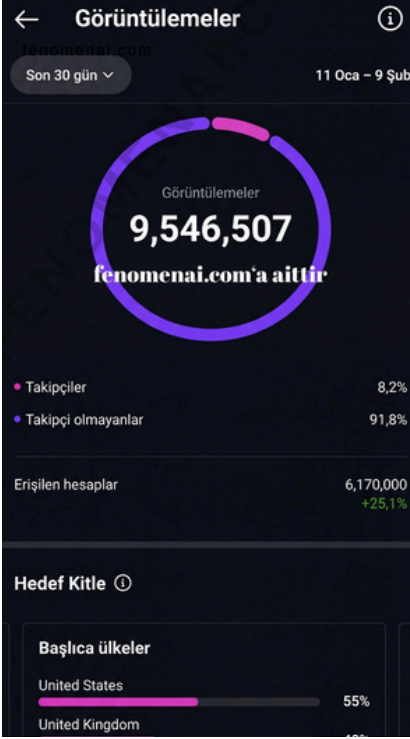 Görüntülemeler
fenomenai.com
Son 30 gün
11 Oca – 9 Şub
Görüntülemeler
9,546,507
fenomenai.com‘a aittir
Takipçiler 8,2%
Takipçi olmayanlar 91,8%
Erişilen hesaplar 6,170,000
+25,1%
Hedef Kitle
Başlıca ülkeler
United States
55%
United Kingdom